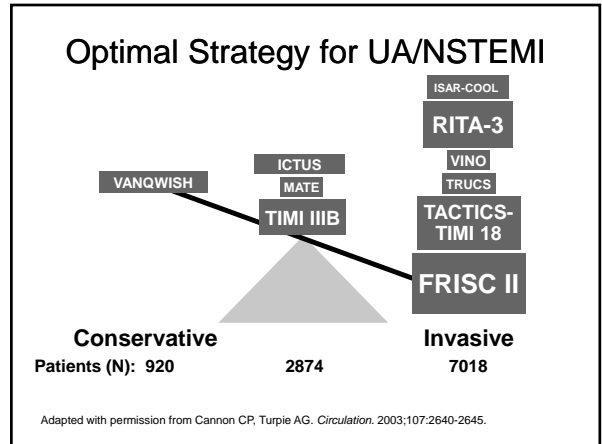 Optimal Strategy for UA/NSTEMI
ISAR-COOL
RITA-3
VINO
TRUCS
TACTICS-
TIMI 18
FRISC II
ICTUS
MATE
TIMI IIIB
VANQWISH
Conservative
Invasive
Patients (N): 920 2874 7018
Adapted with permission from Cannon CP, Turpie AG. Circulation. 2003;107:2640-2645.